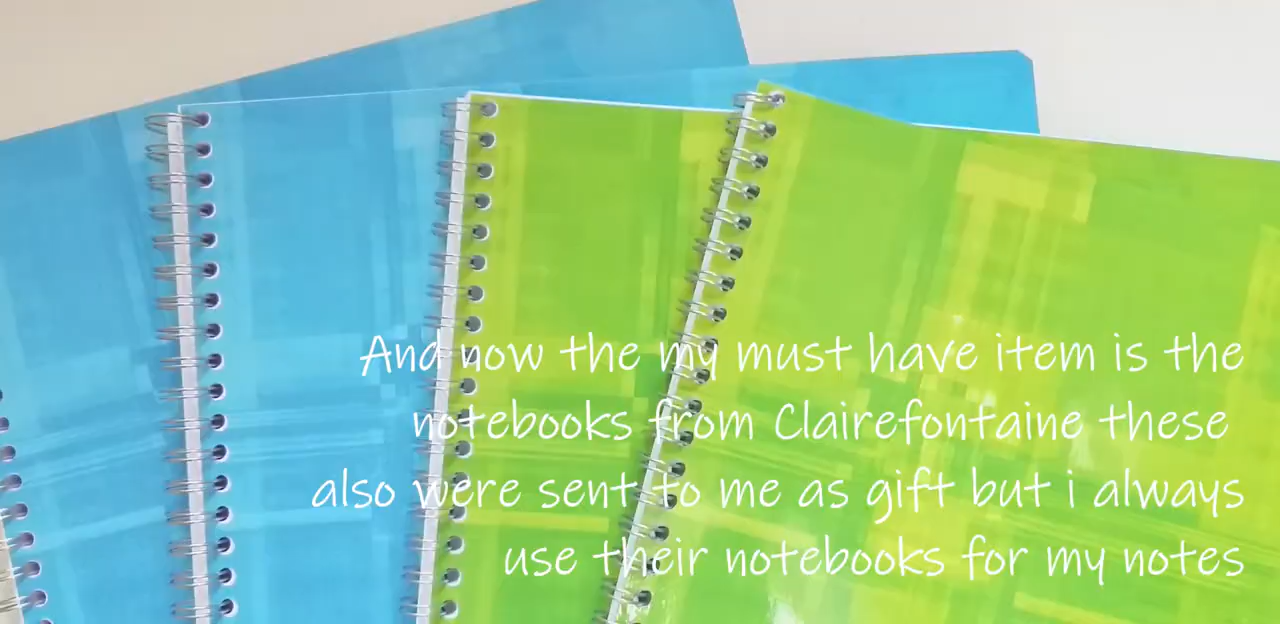 And now the my must have item is the
notebooks from Clairefontaine these
also were sent to me as gift but i always
use their notebooks for my notes